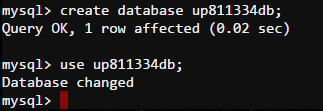 mysql> create database up811334db;
Query OK, 1 row affected (0.02 sec)
mysql> use up811334db;
Database changed
mysql>